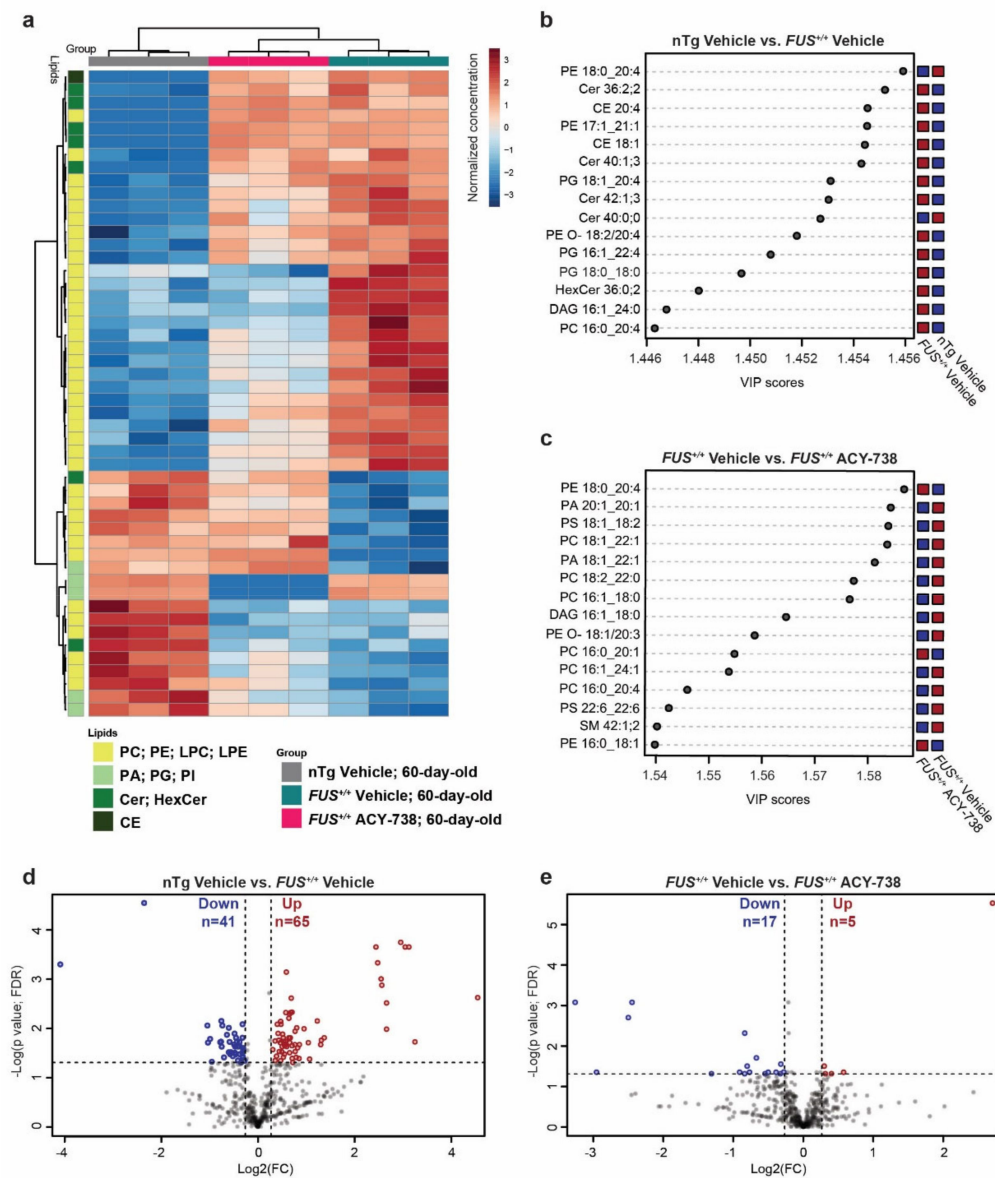 a
Group
Lipids
3
2
1
0
−1
−2
−3
Normalized concentration
Lipids
PC; PE; LPC; LPE
PA; PG; PI
Cer; HexCer
CE
Group
nTg Vehicle; 60-day-old
FUS+/+ Vehicle; 60-day-old
FUS+/+ ACY-738; 60-day-old
b
nTg Vehicle vs. FUS+/+ Vehicle
PE 18:0_20:4
Cer 36:2;2
CE 20:4
PE 17:1_21:1
CE 18:1
Cer 40:1;3
PG 18:1_20:4
Cer 42:1;3
Cer 40:0;0
PE O- 18:2/20:4
PG 16:1_22:4
PG 18:0_18:0
HexCer 36:0;2
DAG 16:1_24:0
PC 16:0_20:4
1.446 1.448 1.450 1.452 1.454 1.456
VIP scores
FUS+/+ Vehicle
nTg Vehicle
c
FUS+/+ Vehicle vs. FUS+/+ ACY-738
PE 18:0_20:4
PA 20:1_20:1
PS 18:1_18:2
PC 18:1_22:1
PA 18:1_22:1
PC 18:2_22:0
PC 16:1_18:0
DAG 16:1_18:0
PE O- 18:1/20:3
PC 16:0_20:1
PC 16:1_24:1
PC 16:0_20:4
PS 22:6_22:6
SM 42:1;2
PE 16:0_18:1
1.54 1.55 1.56 1.57 1.58
VIP scores
FUS+/+ ACY-738
FUS+/+ Vehicle
d
nTg Vehicle vs. FUS+/+ Vehicle
Down
n=41
Up
n=65
4
3
2
1
0
-Log(p value; FDR)
-4 -2 0 2 4
Log2(FC)
e
FUS+/+ Vehicle vs. FUS+/+ ACY-738
Down
n=17
Up
n=5
5
4
3
2
1
0
-Log(p value; FDR)
-3 -2 -1 0 1 2
Log2(FC)